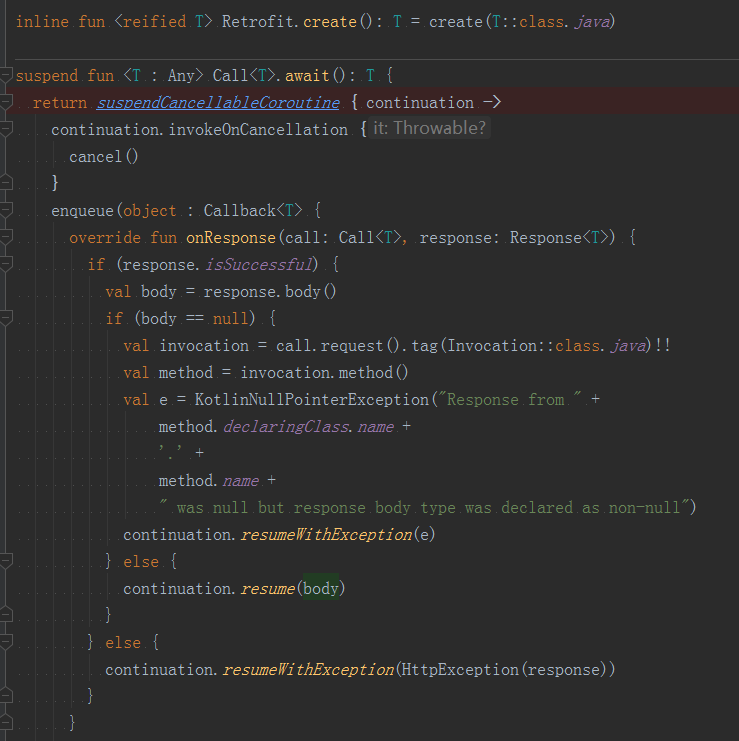 inline fun <reified T> Retrofit.create(): T = create(T::class.java)
suspend fun <T : Any> Call<T>.await(): T {
return suspendCancellableCoroutine { continuation ->
continuation.invokeOnCancellation { it: Throwable?
cancel()
}
enqueue(object : Callback<T> {
override fun onResponse(call: Call<T>, response: Response<T>) {
if (response.isSuccessful) {
val body = response.body()
if (body == null) {
val invocation = call.request().tag(Invocation::class.java)!!
val method = invocation.method()
val e = KotlinNullPointerException("Response from " +
method.declaringClass.name +
'.' +
method.name +
" was null but response body type was declared as non-null")
continuation.resumeWithException(e)
} else {
continuation.resume(body)
}
} else {
continuation.resumeWithException(HttpException(response))
}
}